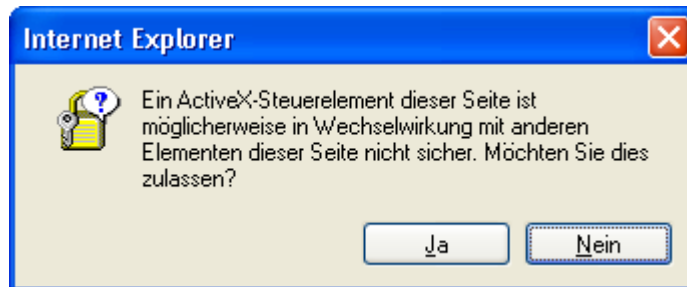 Internet Explorer
Ein ActiveX-Steuerelement dieser Seite ist
möglicherweise in Wechselwirkung mit anderen
Elementen dieser Seite nicht sicher. Möchten Sie dies
zulassen?
Ja
Nein